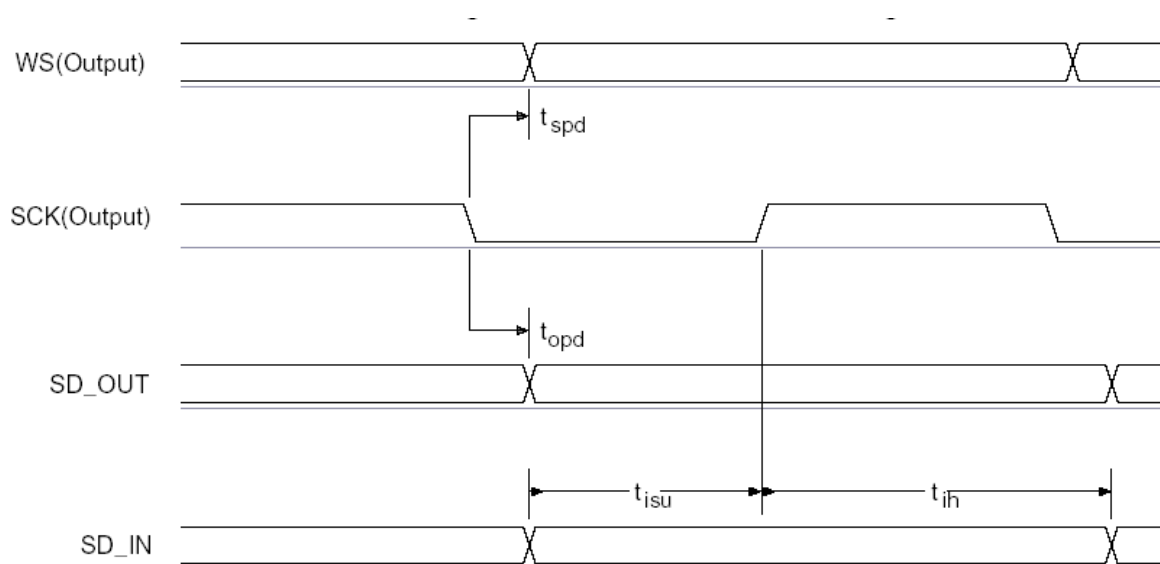 WS(Output)
t_spd
SCK(Output)
t_opd
SD_OUT
t_isu
t_ih
SD_IN